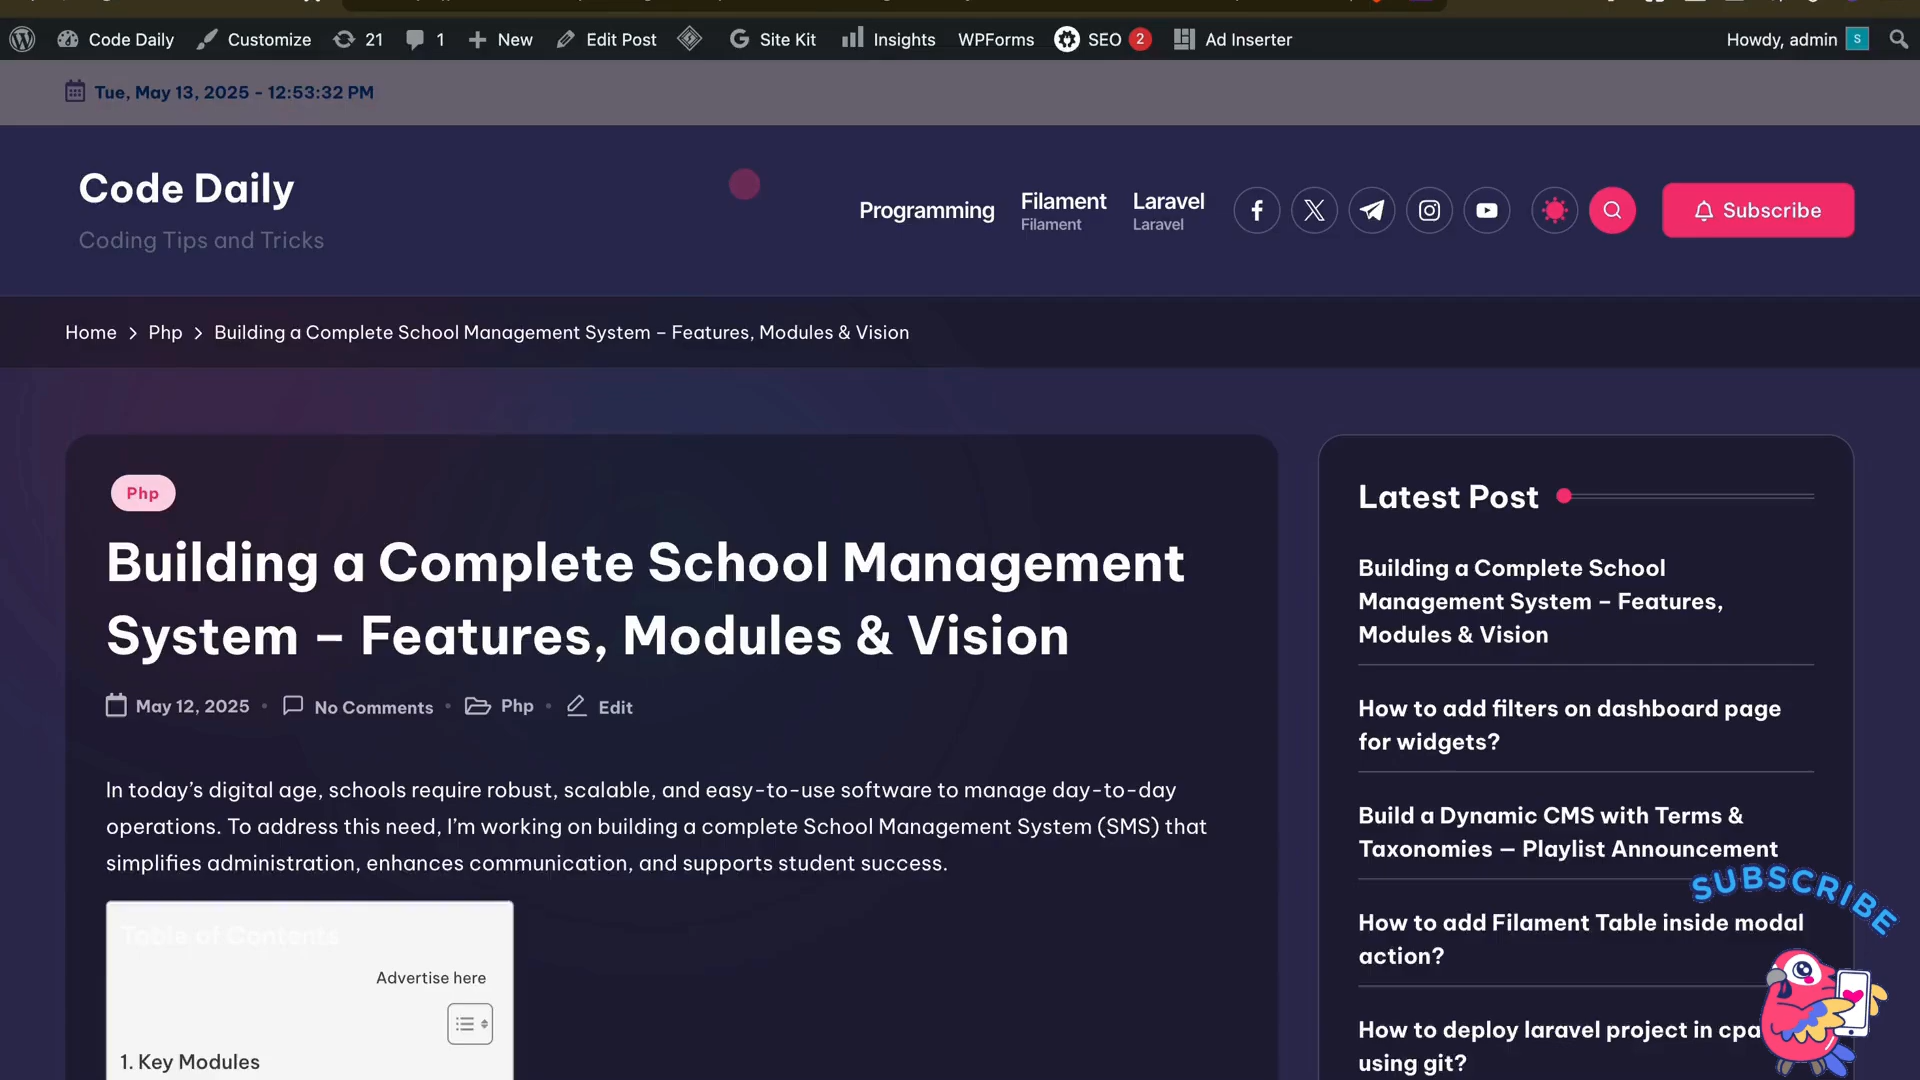 Code Daily
Customize
21
1
New
Edit Post
Site Kit
Insights
WPForms
SEO 2
Ad Inserter
Howdy, admin
S
Tue, May 13, 2025 - 12:53:32 PM
Code Daily
Coding Tips and Tricks
Programming
Filament
Filament
Laravel
Laravel
Subscribe
Home > Php > Building a Complete School Management System – Features, Modules & Vision
Php
Building a Complete School Management
System – Features, Modules & Vision
May 12, 2025 • No Comments • Php • Edit
In today’s digital age, schools require robust, scalable, and easy-to-use software to manage day-to-day
operations. To address this need, I’m working on building a complete School Management System (SMS) that
simplifies administration, enhances communication, and supports student success.
Table of Contents
Advertise here
1. Key Modules
Latest Post
Building a Complete School
Management System – Features,
Modules & Vision
How to add filters on dashboard page
for widgets?
Build a Dynamic CMS with Terms &
Taxonomies — Playlist Announcement
How to add Filament Table inside modal
action?
How to deploy laravel project in cpa
using git?
SUBSCRIBE